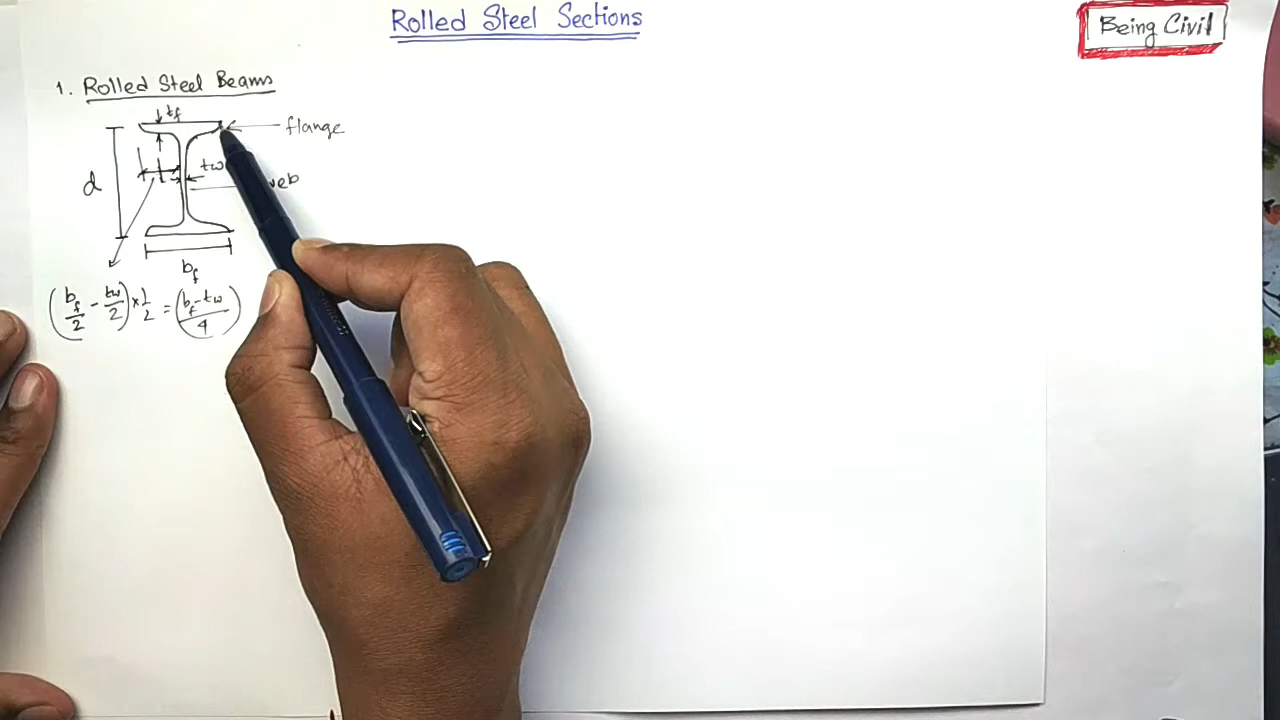 Rolled Steel Sections
Being Civil
1. Rolled Steel Beams
tf
flange
d
tw
bf
(bf/2 - tw/2) × 1/2 = (bf - tw)/4